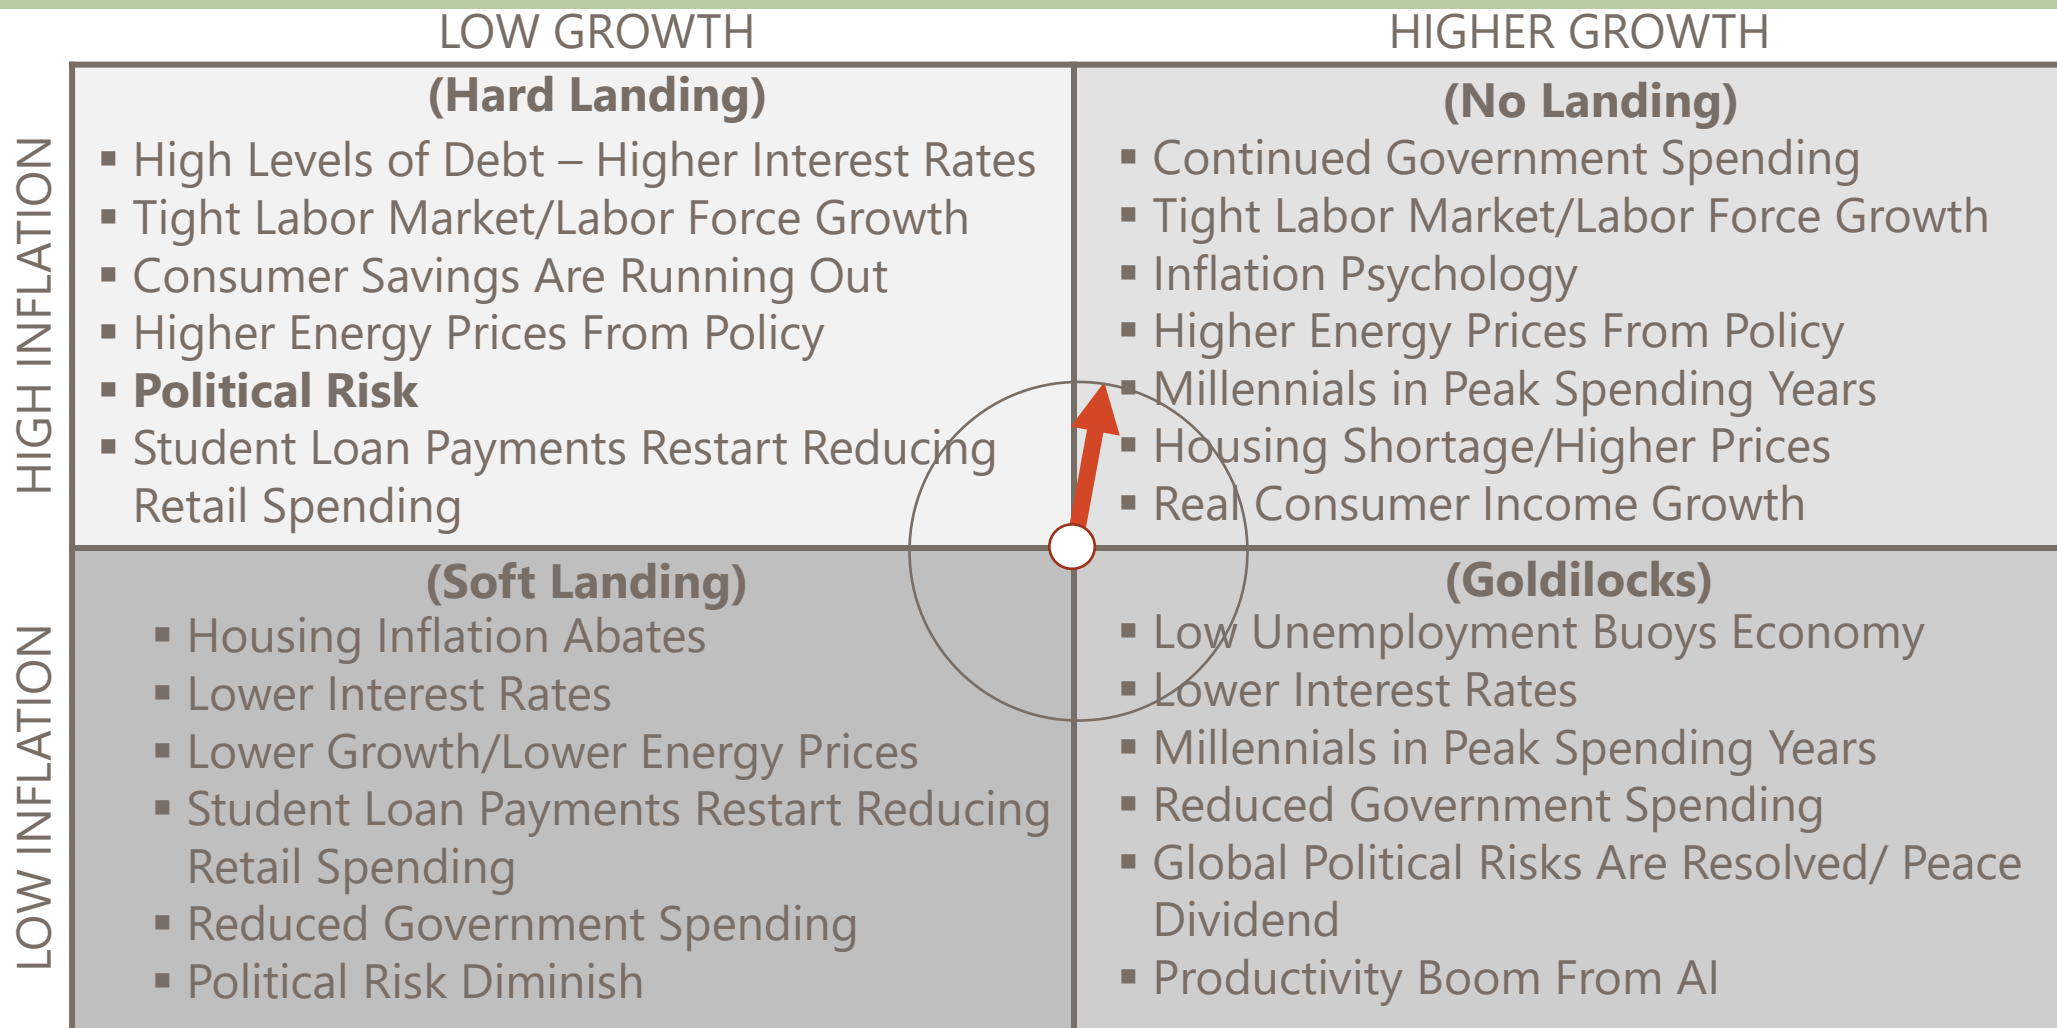 LOW GROWTH
HIGHER GROWTH
HIGH INFLATION
(Hard Landing)
▪ High Levels of Debt – Higher Interest Rates
▪ Tight Labor Market/Labor Force Growth
▪ Consumer Savings Are Running Out
▪ Higher Energy Prices From Policy
▪ Political Risk
▪ Student Loan Payments Restart Reducing
Retail Spending
(No Landing)
▪ Continued Government Spending
▪ Tight Labor Market/Labor Force Growth
▪ Inflation Psychology
▪ Higher Energy Prices From Policy
▪ Millennials in Peak Spending Years
▪ Housing Shortage/Higher Prices
▪ Real Consumer Income Growth
LOW INFLATION
(Soft Landing)
▪ Housing Inflation Abates
▪ Lower Interest Rates
▪ Lower Growth/Lower Energy Prices
▪ Student Loan Payments Restart Reducing
Retail Spending
▪ Reduced Government Spending
▪ Political Risk Diminish
(Goldilocks)
▪ Low Unemployment Buoys Economy
▪ Lower Interest Rates
▪ Millennials in Peak Spending Years
▪ Reduced Government Spending
▪ Global Political Risks Are Resolved/ Peace
Dividend
▪ Productivity Boom From AI